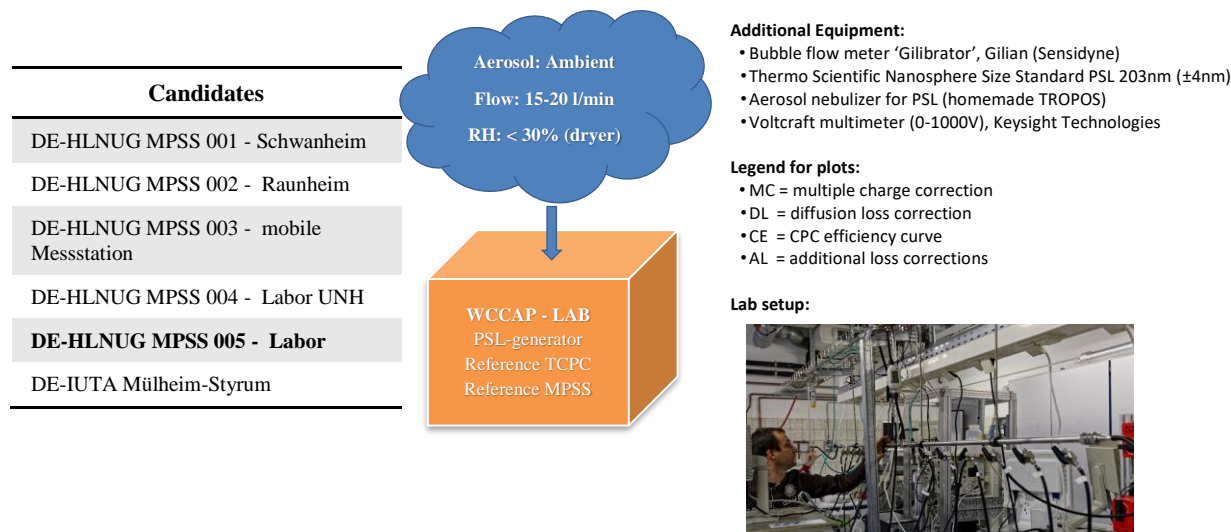 Candidates
DE-HLNUG MPSS 001 - Schwanheim
DE-HLNUG MPSS 002 - Raunheim
DE-HLNUG MPSS 003 - mobile
Messstation
DE-HLNUG MPSS 004 - Labor UNH
DE-HLNUG MPSS 005 - Labor
DE-IUTA Mülheim-Styrum
Aerosol: Ambient
Flow: 15-20 l/min
RH: < 30% (dryer)
WCCAP - LAB
PSL-generator
Reference TCPC
Reference MPSS
Additional Equipment:
• Bubble flow meter ‘Gilibrator’, Gilian (Sensidyne)
• Thermo Scientific Nanosphere Size Standard PSL 203nm (±4nm)
• Aerosol nebulizer for PSL (homemade TROPOS)
• Voltcraft multimeter (0-1000V), Keysight Technologies
Legend for plots:
• MC = multiple charge correction
• DL = diffusion loss correction
• CE = CPC efficiency curve
• AL = additional loss corrections
Lab setup: